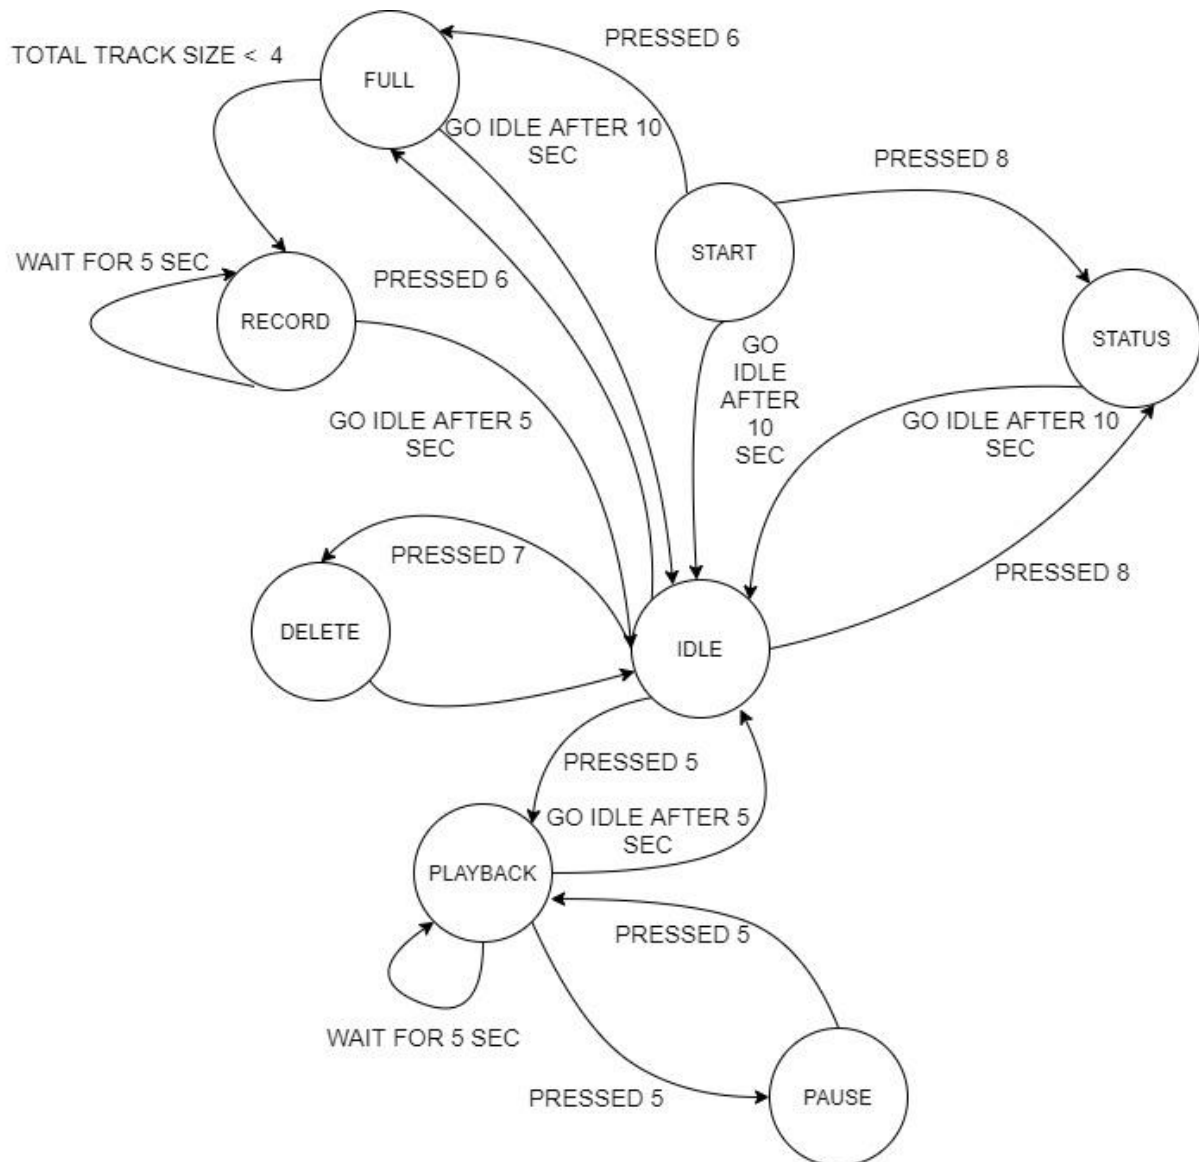 PRESSED 6
TOTAL TRACK SIZE < 4
FULL
GO IDLE AFTER 10
SEC
PRESSED 8
START
WAIT FOR 5 SEC
PRESSED 6
RECORD
STATUS
GO
IDLE
AFTER
10
SEC
GO IDLE AFTER 5
SEC
GO IDLE AFTER 10
SEC
PRESSED 7
PRESSED 8
DELETE
IDLE
PRESSED 5
GO IDLE AFTER 5
SEC
PLAYBACK
PRESSED 5
WAIT FOR 5 SEC
PRESSED 5
PAUSE